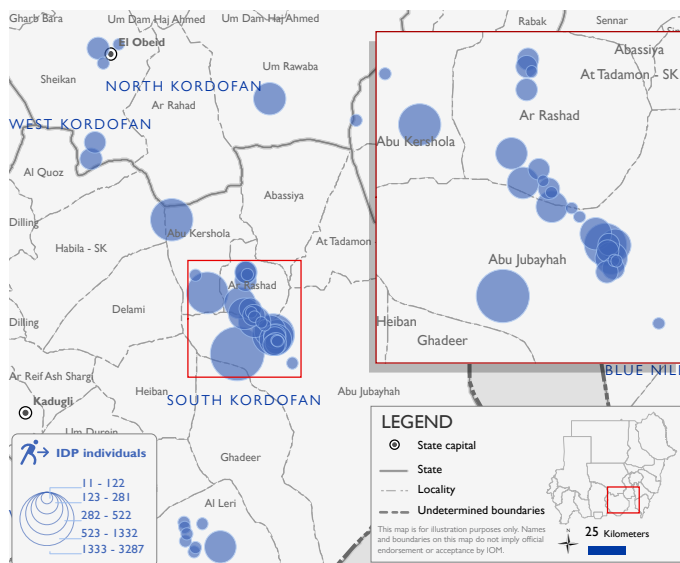 Gharb Bara
Um Dam Haj Ahmed
Um Dam Haj Ahmed
El Obeid
Sheikan
Um Rawaba
NORTH KORDOFAN
Ar Rahad
WEST KORDOFAN
Al Quoz
Abassiya
Dilling
Abu Kershola
Habila - SK
At Tadamon
Ar Rashad
Delami
Dilling
Ar Reif Ash Sharg
Heiban
Abu Jubayhah
Kadugli
SOUTH KORDOFAN
Um Durein
Ghadeer
Al Leri
Rabak
Sennar
Abassiya
At Tadamon - SK
Ar Rashad
Abu Kershola
Abu Jubayhah
Heiban
Ghadeer
BLUE NIL
IDP individuals
11 - 122
123 - 281
282 - 522
523 - 1332
1333 - 3287
LEGEND
State capital
State
Locality
Undetermined boundaries
This map is for illustration purposes only. Names
and boundaries on this map do not imply official
endorsement or acceptance by IOM.
N
25 Kilometers